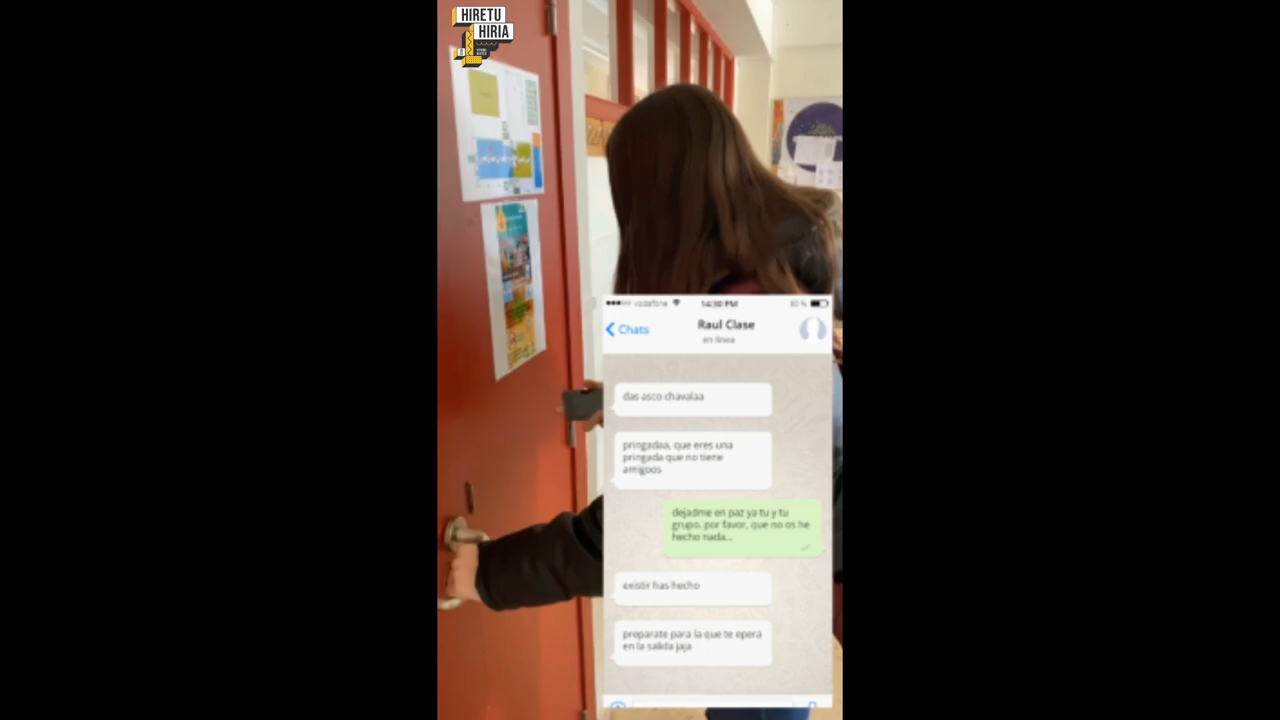 HIRETU
HIRIA
vodafone
14:30 PM
Chats
Raul Clase
en línea
das asco chavalaa
pringadaa, que eres una
pringada que no tiene
amigoos
dejadme en paz ya tu y tu
grupo. por favor, que no os he
hecho nada...
existir has hecho
preparate para la que te epera
en la salida jaja